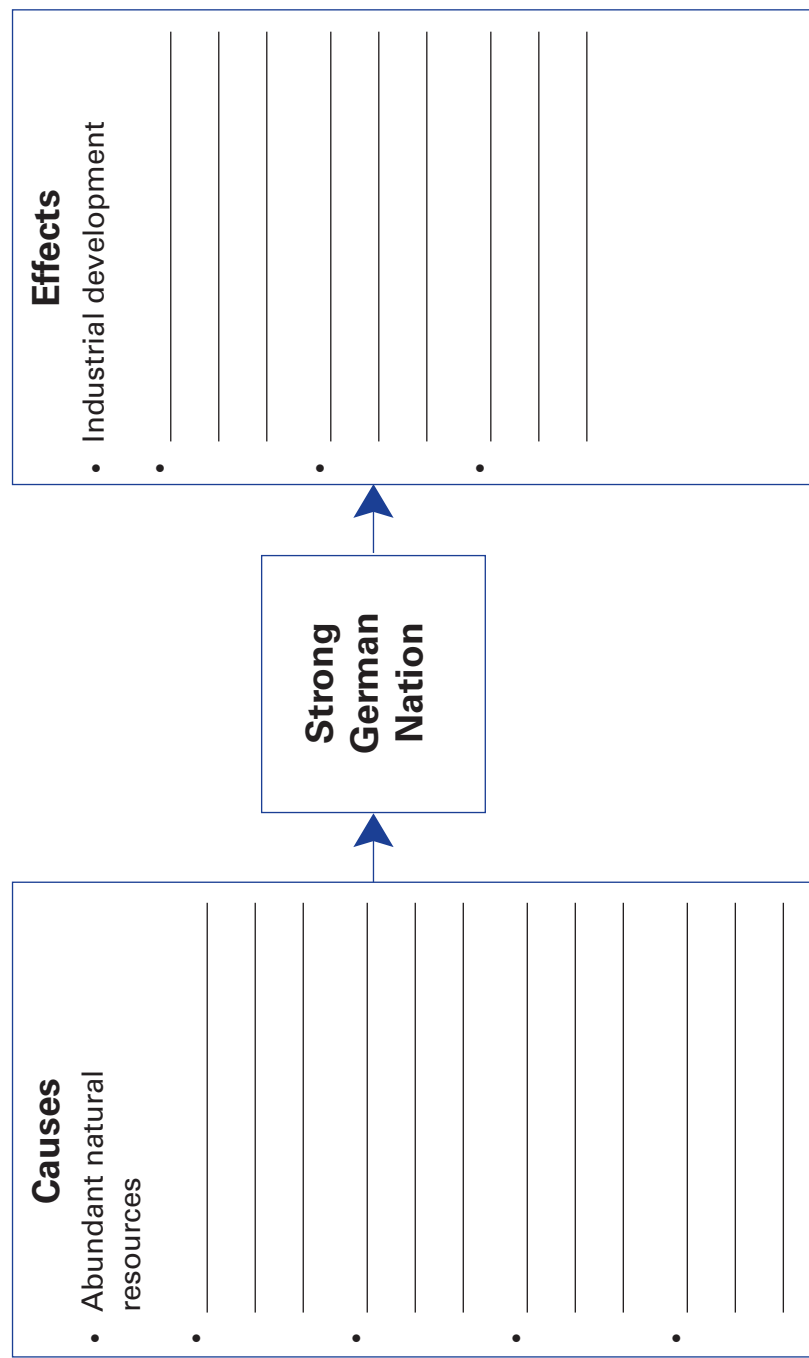 Causes
• Abundant natural
resources
•
•
•
•
Strong
German
Nation
Effects
• Industrial development
•
•
•